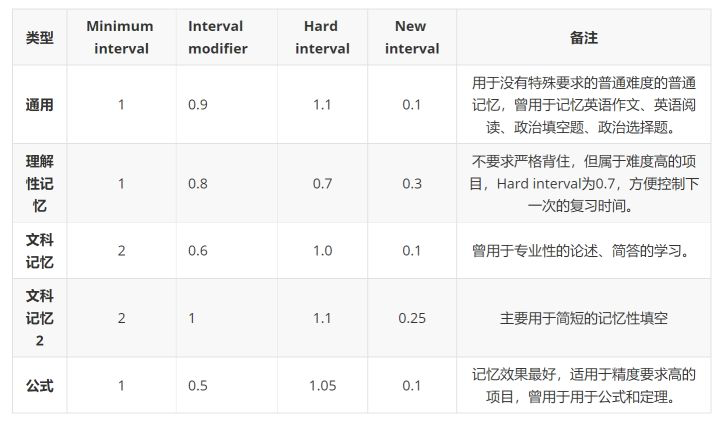 类型 Minimum interval Interval modifier Hard interval New interval 备注
通用 1 0.9 1.1 0.1 用于没有特殊要求的普通难度的普通
记忆，曾用于记忆英语作文、英语阅
读、政治填空题、政治选择题。
理解性记忆 1 0.8 0.7 0.3 不要求严格背住，但属于难度高的项
目，Hard interval为0.7，方便控制下
一次的复习时间。
文科记忆 2 0.6 1.0 0.1 曾用于专业性的论述、简答的学习。
文科记忆2 2 1 1.1 0.25 主要用于简短的记忆性填空
公式 1 0.5 1.05 0.1 记忆效果最好，适用于精度要求高的
项目，曾用于用于公式和定理。